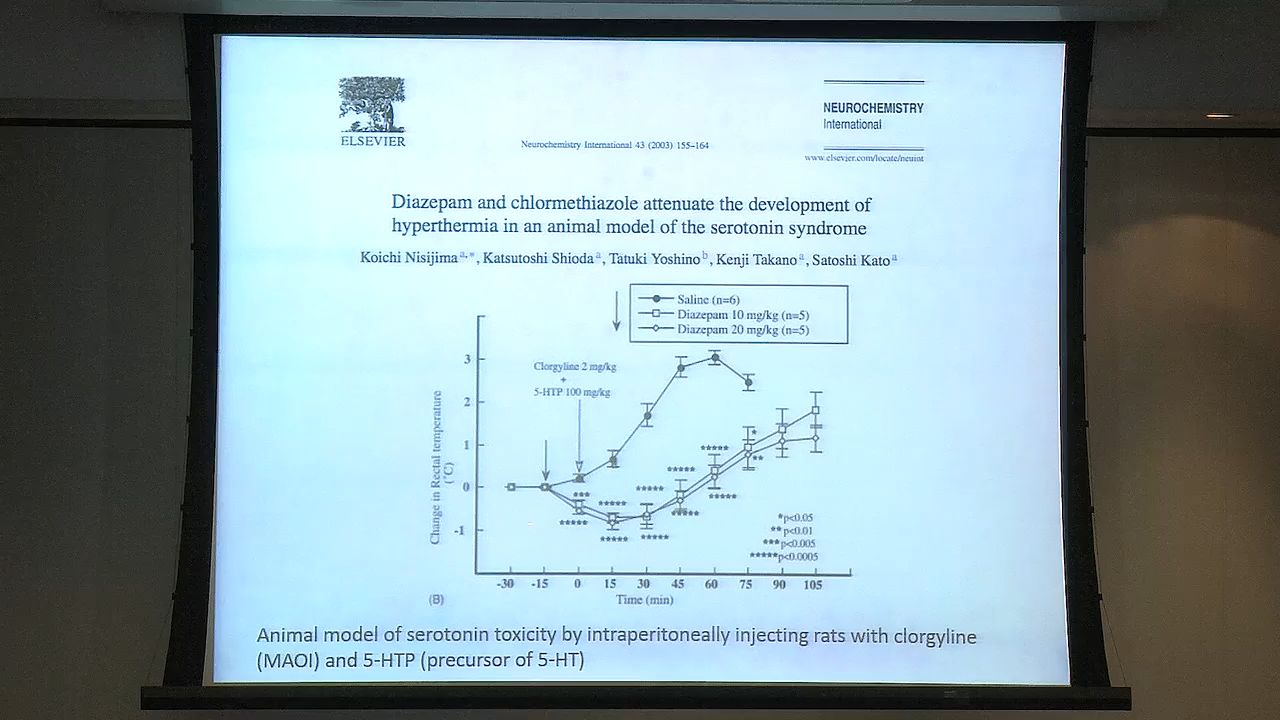 ELSEVIER
NEUROCHEMISTRY
International
Neurochemistry International 43 (2003) 155–164
www.elsevier.com/locate/neuint
Diazepam and chlormethiazole attenuate the development of
hyperthermia in an animal model of the serotonin syndrome
Koichi Nisijima a,*, Katsutoshi Shioda a, Tatuki Yoshino b, Kenji Takano a, Satoshi Kato a
Saline (n=6)
Diazepam 10 mg/kg (n=5)
Diazepam 20 mg/kg (n=5)
Clorgyline 2 mg/kg
+
5-HTP 100 mg/kg
3
2
1
0
-1
Change in Rectal temperature
(°C)
*
*****
**
*****
*****
***
*****
*****
*****
*****
*****
*****
*****
*p<0.05
**p<0.01
***p<0.005
*****p<0.0005
-30 -15 0 15 30 45 60 75 90 105
(B)
Time (min)
Animal model of serotonin toxicity by intraperitoneally injecting rats with clorgyline
(MAOI) and 5-HTP (precursor of 5-HT)